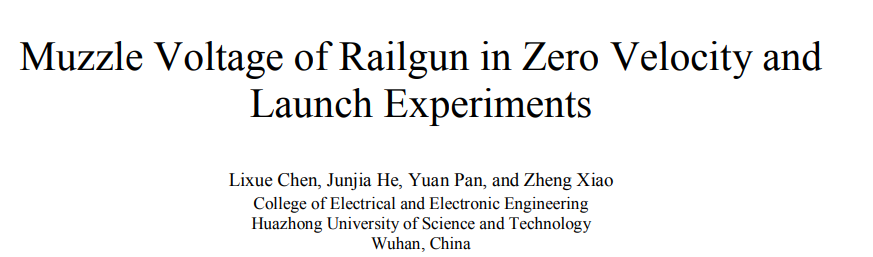 Muzzle Voltage of Railgun in Zero Velocity and
Launch Experiments
Lixue Chen, Junjia He, Yuan Pan, and Zheng Xiao
College of Electrical and Electronic Engineering
Huazhong University of Science and Technology
Wuhan, China